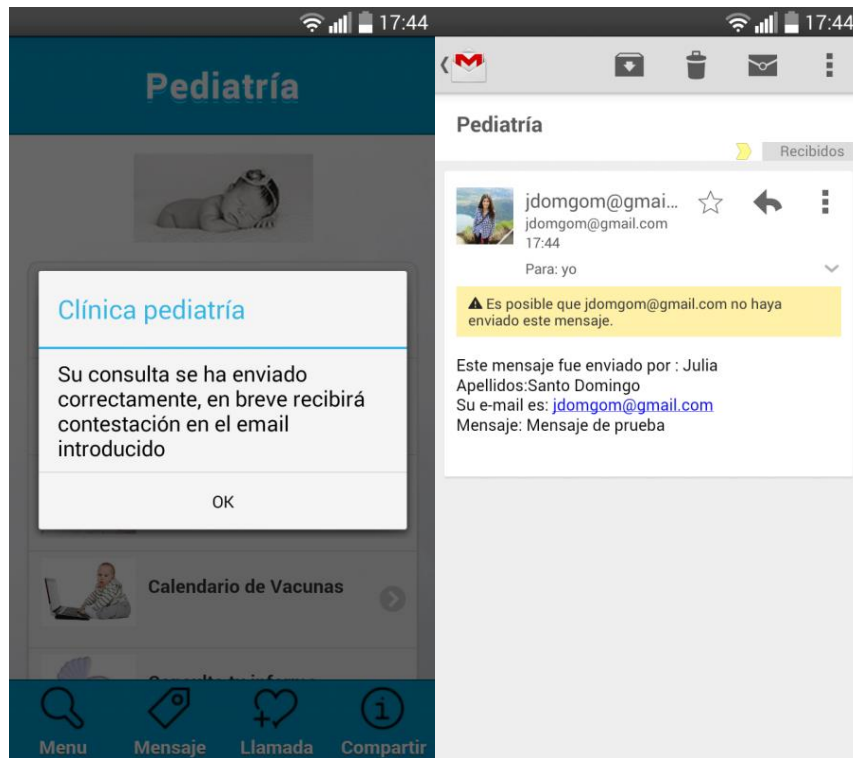 17:44
Pediatría
Clínica pediatría
Su consulta se ha enviado
correctamente, en breve recibirá
contestación en el email
introducido
OK
Calendario de Vacunas
Consulta tu informe
Menu Mensaje Llamada Compartir
17:44
Pediatría
Recibidos
jdomgom@gmai...
jdomgom@gmail.com
17:44
Para: yo
Es posible que jdomgom@gmail.com no haya
enviado este mensaje.
Este mensaje fue enviado por : Julia
Apellidos:Santo Domingo
Su e-mail es: jdomgom@gmail.com
Mensaje: Mensaje de prueba